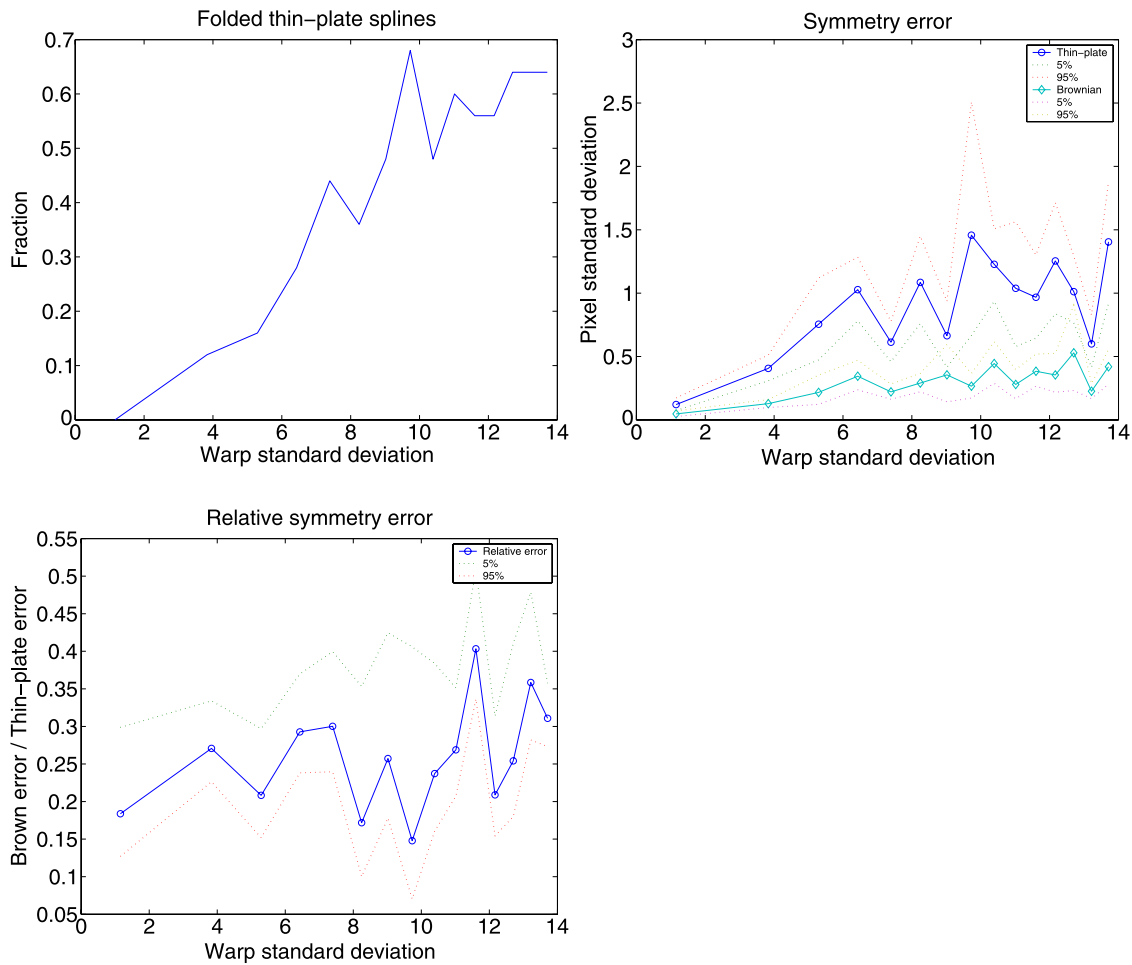 Folded thin−plate splines
0.7
0.6
0.5
0.4
0.3
0.2
0.1
0
Fraction
0 2 4 6 8 10 12 14
Warp standard deviation
Symmetry error
3
2.5
2
1.5
1
0.5
0
Pixel standard deviation
Thin−plate
5%
95%
Brownian
5%
95%
0 2 4 6 8 10 12 14
Warp standard deviation
Relative symmetry error
0.55
0.5
0.45
0.4
0.35
0.3
0.25
0.2
0.15
0.1
0.05
Brown error / Thin−plate error
Relative error
5%
95%
0 2 4 6 8 10 12 14
Warp standard deviation